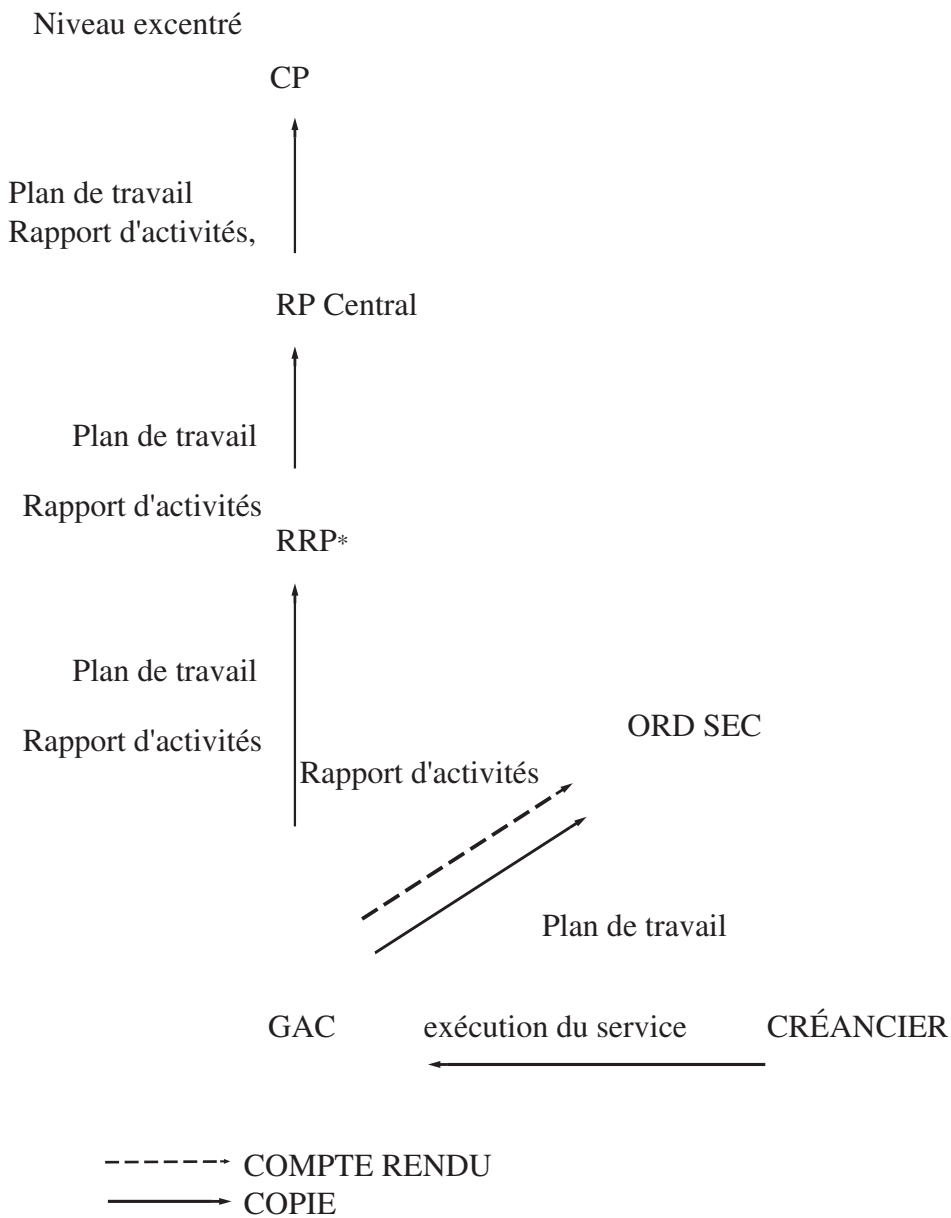 Niveau excentré
CP
Plan de travail
Rapport d'activités,
RP Central
Plan de travail
Rapport d'activités
RRP*
Plan de travail
Rapport d'activités
ORD SEC
Rapport d'activités
Plan de travail
GAC exécution du service CRÉANCIER
COMPTE RENDU
COPIE